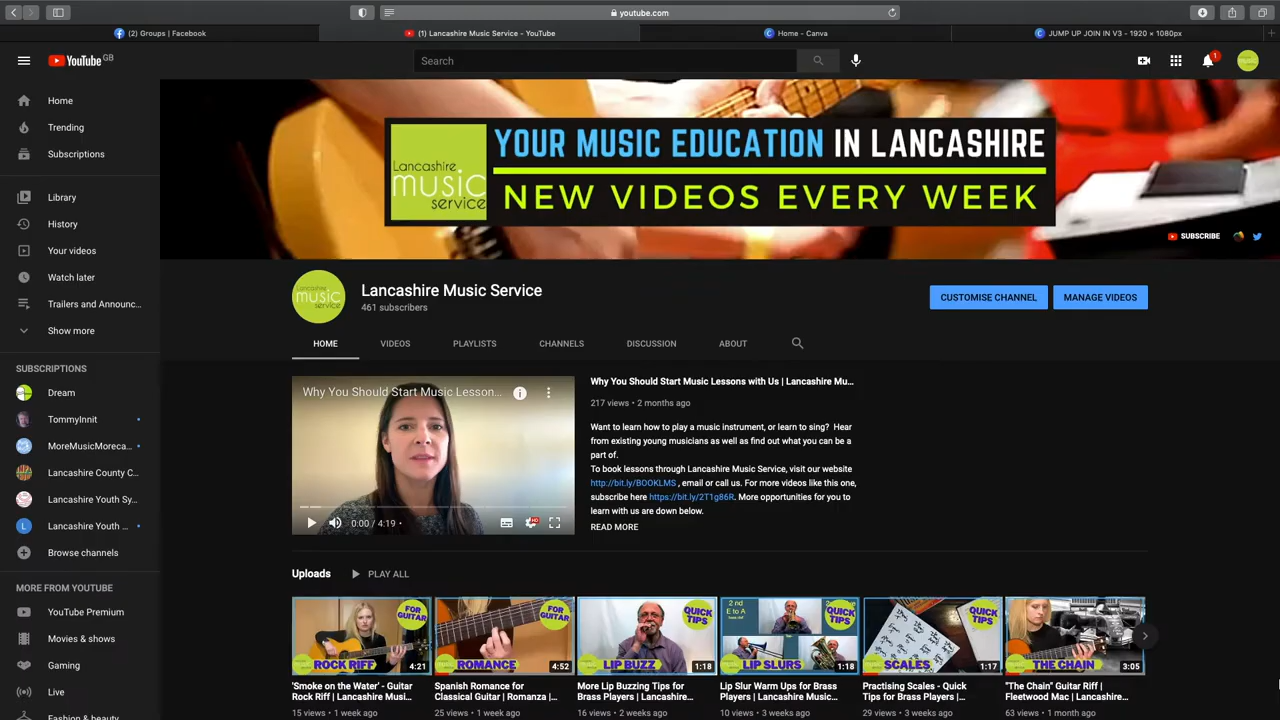 youtube.com
(2) Groups | Facebook
(1) Lancashire Music Service - YouTube
Home - Canva
JUMP UP JOIN IN V3 - 1920 × 1080px
YouTube GB
Search
1
Home
Trending
Subscriptions
Library
History
Your videos
Watch later
Trailers and Announc...
Show more
SUBSCRIPTIONS
Dream
TommyInnit
MoreMusicMoreca...
Lancashire County C...
Lancashire Youth Sy...
L
Lancashire Youth ...
Browse channels
MORE FROM YOUTUBE
YouTube Premium
Movies & shows
Gaming
Live
Fashion & beauty
Lancashire
music
service
YOUR MUSIC EDUCATION IN LANCASHIRE
NEW VIDEOS EVERY WEEK
SUBSCRIBE
Lancashire
music
service
Lancashire Music Service
461 subscribers
CUSTOMISE CHANNEL
MANAGE VIDEOS
HOME
VIDEOS
PLAYLISTS
CHANNELS
DISCUSSION
ABOUT
Why You Should Start Music Lesson...
0:00 / 4:19
HD
Why You Should Start Music Lessons with Us | Lancashire Mu...
217 views • 2 months ago
Want to learn how to play a music instrument, or learn to sing? Hear
from existing young musicians as well as find out what you can be a
part of.
To book lessons through Lancashire Music Service, visit our website
http://bit.ly/BOOKLMS , email or call us. For more videos like this one,
subscribe here https://bit.ly/2T1g86R. More opportunities for you to
learn with us are down below.
READ MORE
Uploads
PLAY ALL
FOR GUITAR
ROCK RIFF
4:21
'Smoke on the Water' - Guitar
Rock Riff | Lancashire Musi...
15 views • 1 week ago
FOR GUITAR
ROMANCE
4:52
Spanish Romance for
Classical Guitar | Romanza |...
25 views • 1 week ago
QUICK TIPS
LIP BUZZ
1:18
More Lip Buzzing Tips for
Brass Players | Lancashire...
16 views • 2 weeks ago
2nd
E to A
QUICK TIPS
LIP SLURS
1:18
Lip Slur Warm Ups for Brass
Players | Lancashire Music...
10 views • 3 weeks ago
QUICK TIPS
SCALES
1:17
Practising Scales - Quick
Tips for Brass Players |...
29 views • 3 weeks ago
THE CHAIN
3:05
"The Chain" Guitar Riff |
Fleetwood Mac | Lancashire...
63 views • 1 month ago